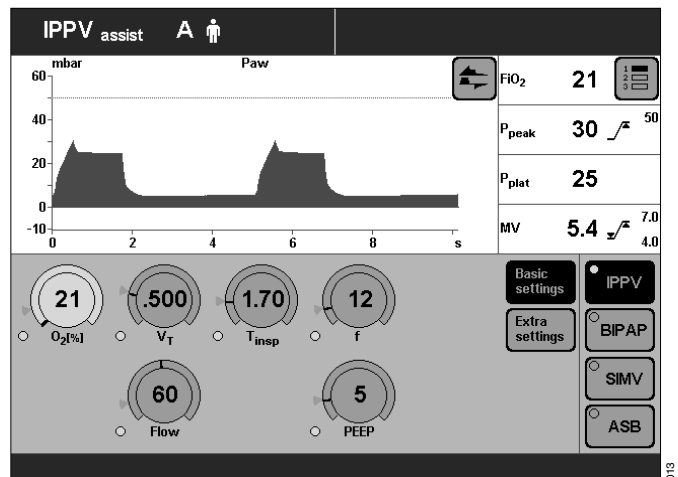 IPPV assist A
mbar Paw
60
40
20
0
-10
0 2 4 6 8 s
FiO2 21 1 2 3
Ppeak 30 50
Pplat 25
MV 5.4 7.0 4.0
21 .500 1.70 12
O2[%] VT Tinsp f
60 5
Flow PEEP
Basic settings
Extra settings
IPPV
BIPAP
SIMV
ASB
013